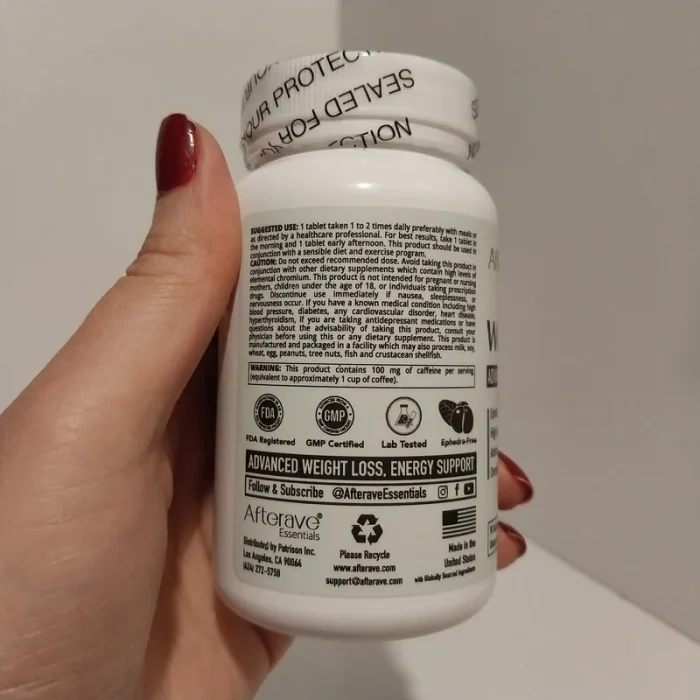 YOUR PROTECT
SEALED FOR
CTION
SUGGESTED USE: 1 tablet taken 1 to 2 times daily preferably with meals or
as directed by a healthcare professional. For best results, take 1 tablet in
the morning and 1 tablet early afternoon. This product should be used in
conjunction with a sensible diet and exercise program.
CAUTION: Do not exceed recommended dose. Avoid taking this product in
conjunction with other dietary supplements which contain high levels of
elemental chromium. This product is not intended for pregnant or nursing
mothers, children under the age of 18, or individuals taking prescription
drugs. Discontinue use immediately if nausea, sleeplessness, or
nervousness occur. If you have a known medical condition including high
blood pressure, diabetes, any cardiovascular disorder, heart disease,
hyperthyroidism, if you are taking antidepressant medications or have
questions about the advisability of taking this product, consult your
physician before using this or any dietary supplement. This product is
manufactured and packaged in a facility which may also process milk, soy,
wheat, egg, peanuts, tree nuts, fish and crustacean shellfish.
WARNING: This product contains 100 mg of caffeine per serving
(equivalent to approximately 1 cup of coffee).
FDA
GMP
FDA Registered GMP Certified Lab Tested Ephedra-Free
ADVANCED WEIGHT LOSS, ENERGY SUPPORT
Follow & Subscribe @AfteraveEssentials
Afterave®
Essentials
Distributed by Patrison Inc.
Los Angeles, CA 90064
(424) 272-5750
Please Recycle
www.afterave.com
support@afterave.com
Made in the
United States
with Globally Sourced Ingredients